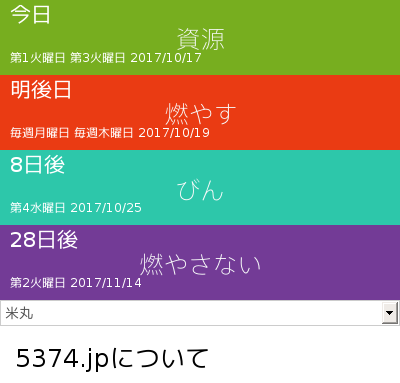 今日
資源
第1火曜日 第3火曜日 2017/10/17
明後日
燃やす
毎週月曜日 毎週木曜日 2017/10/19
8日後
びん
第4水曜日 2017/10/25
28日後
燃やさない
第2火曜日 2017/11/14
米丸
5374.jpについて